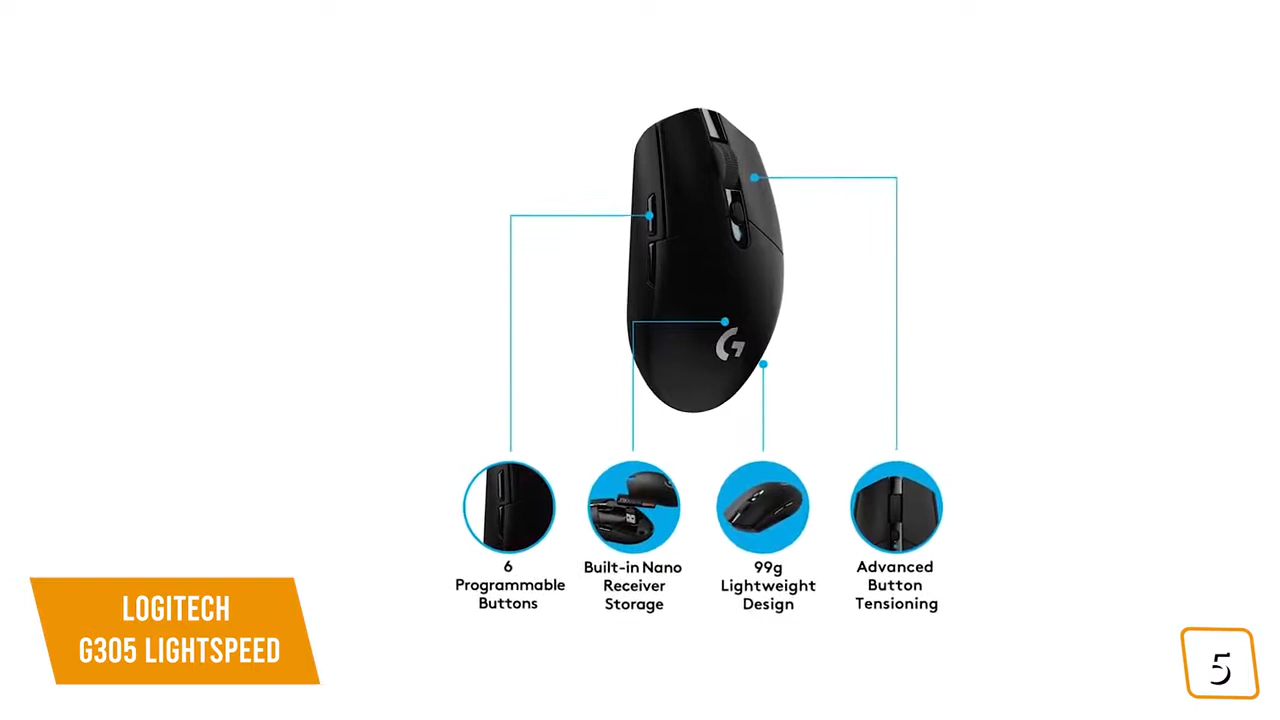 6
Programmable
Buttons
Built-in Nano
Receiver
Storage
99g
Lightweight
Design
Advanced
Button
Tensioning
LOGITECH
G305 LIGHTSPEED
5